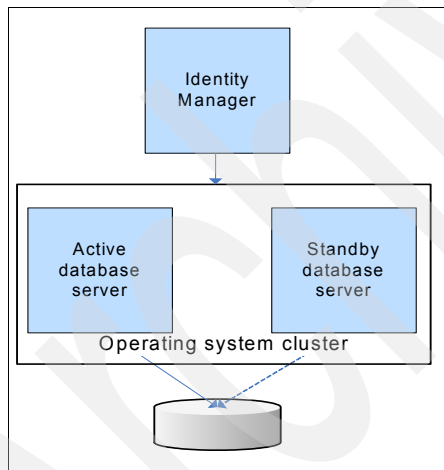 Identity
Manager
Active
database
server
Standby
database
server
Operating system cluster